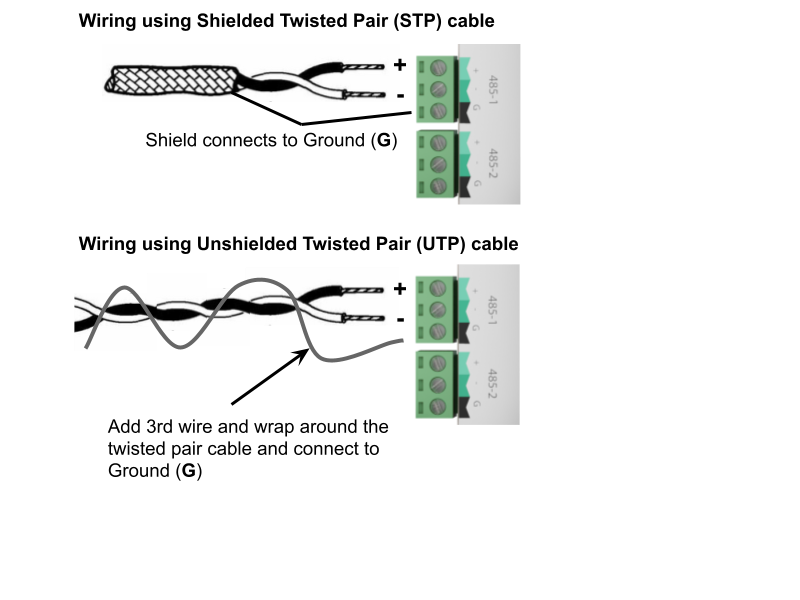 Wiring using Shielded Twisted Pair (STP) cable
+
-
+
-
G
485-1
Shield connects to Ground (G)
+
-
G
485-2
Wiring using Unshielded Twisted Pair (UTP) cable
+
-
+
-
G
485-1
+
-
G
485-2
Add 3rd wire and wrap around the
twisted pair cable and connect to
Ground (G)